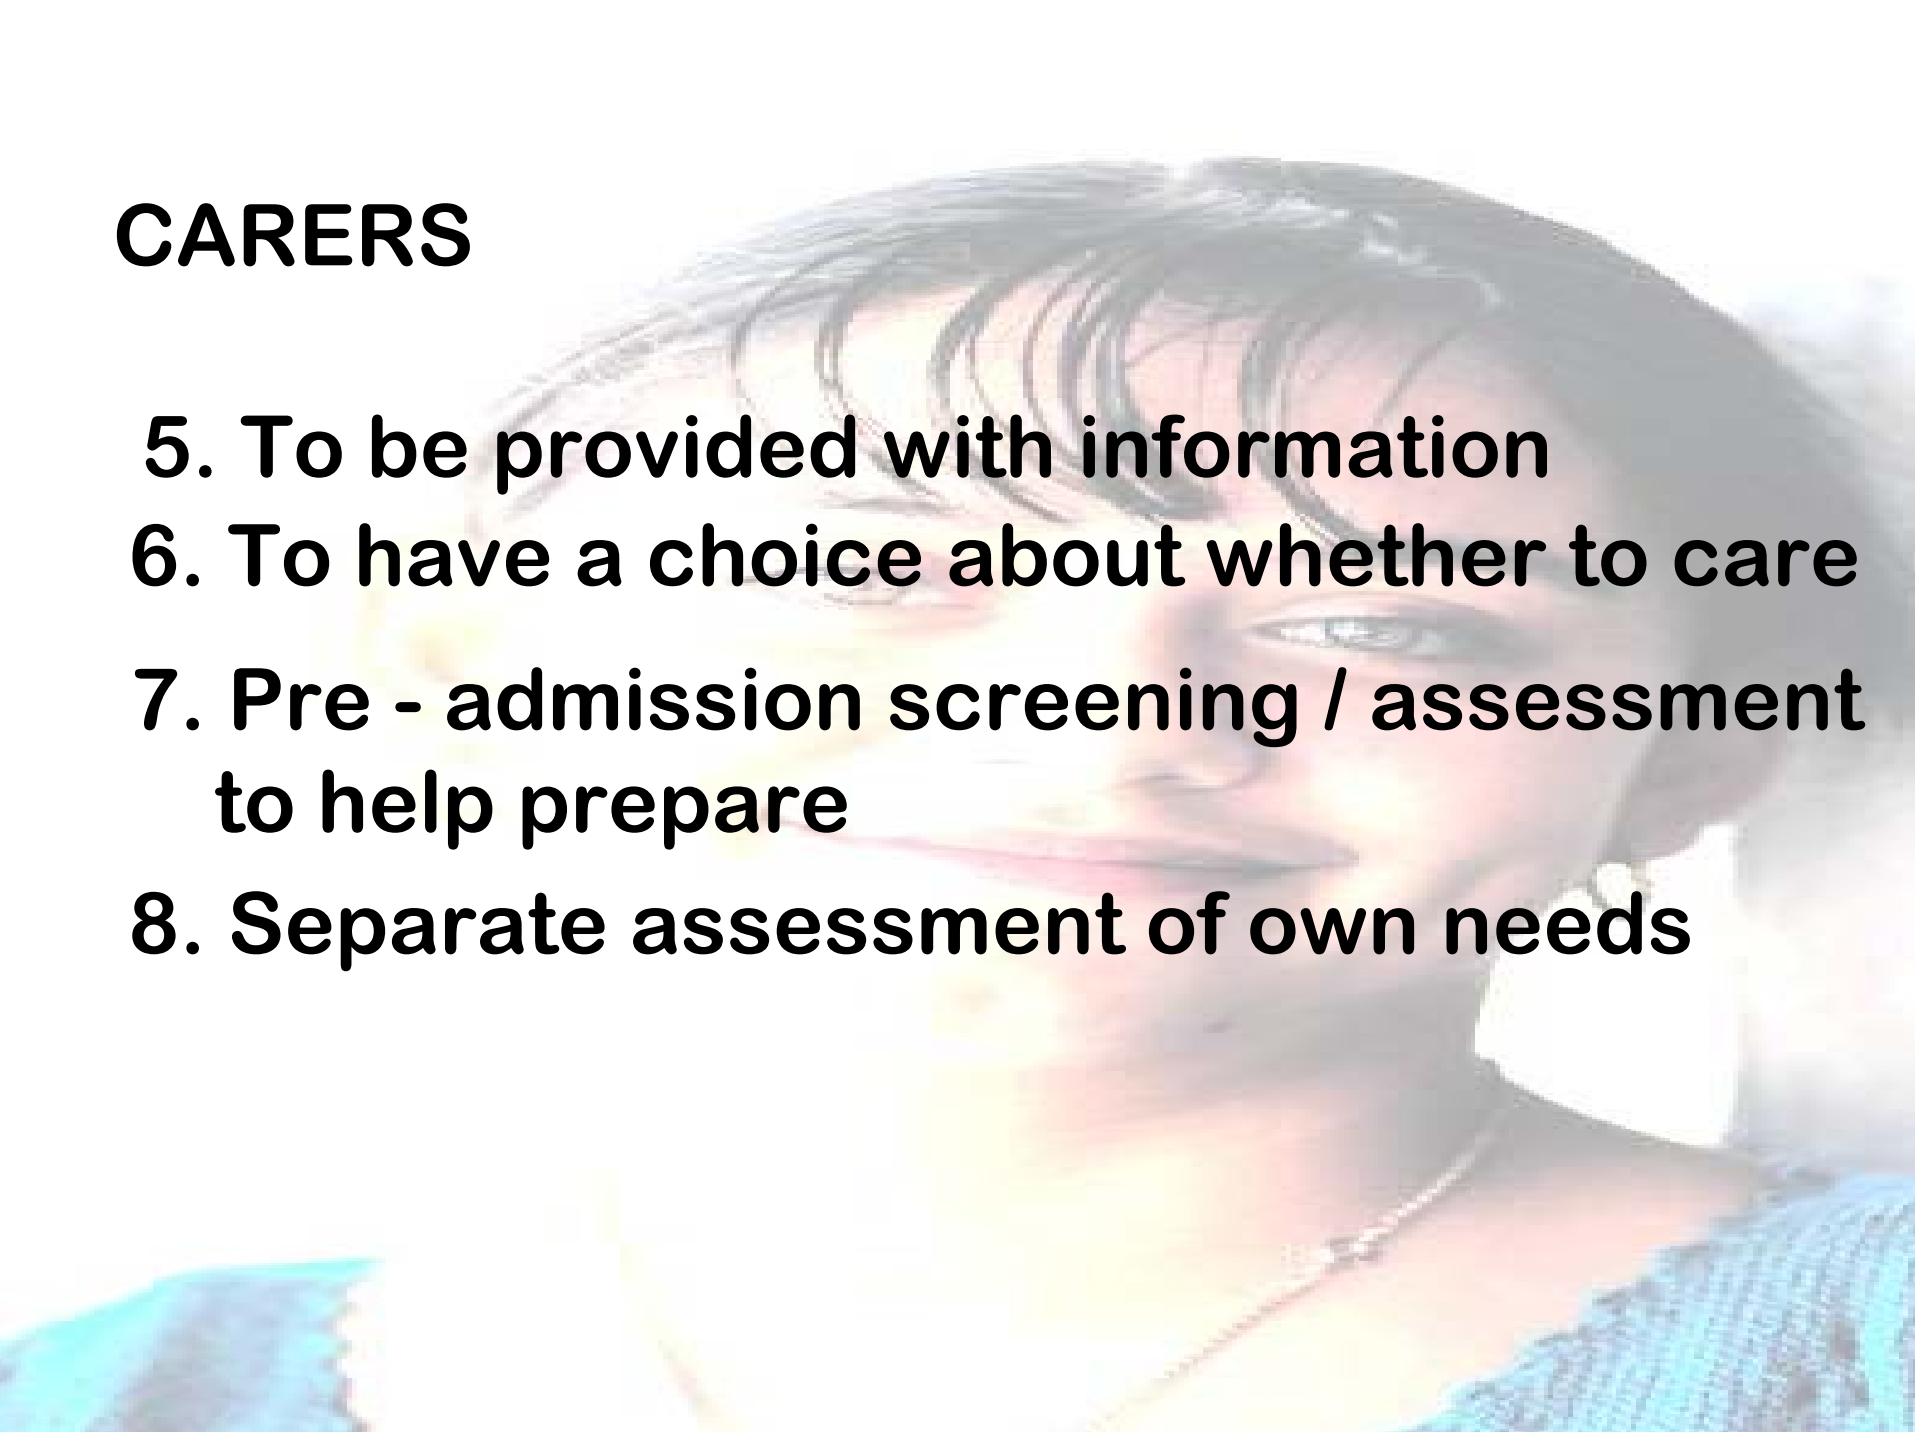 CARERS
5. To be provided with information
6. To have a choice about whether to care
7. Pre - admission screening / assessment
to help prepare
8. Separate assessment of own needs